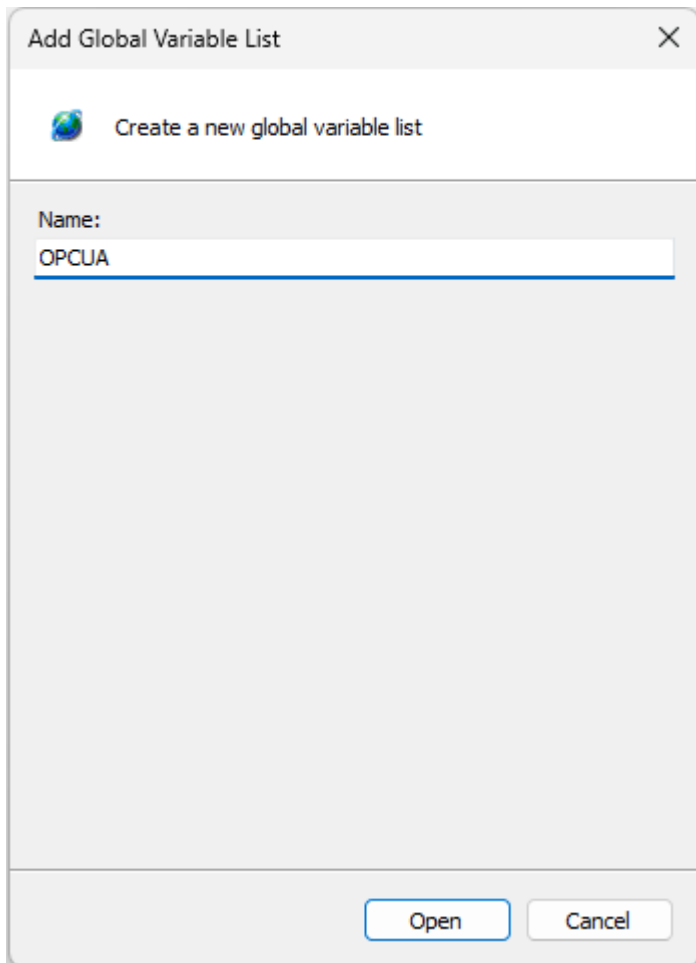 Add Global Variable List
Create a new global variable list
Name:
OPCUA
Open Cancel